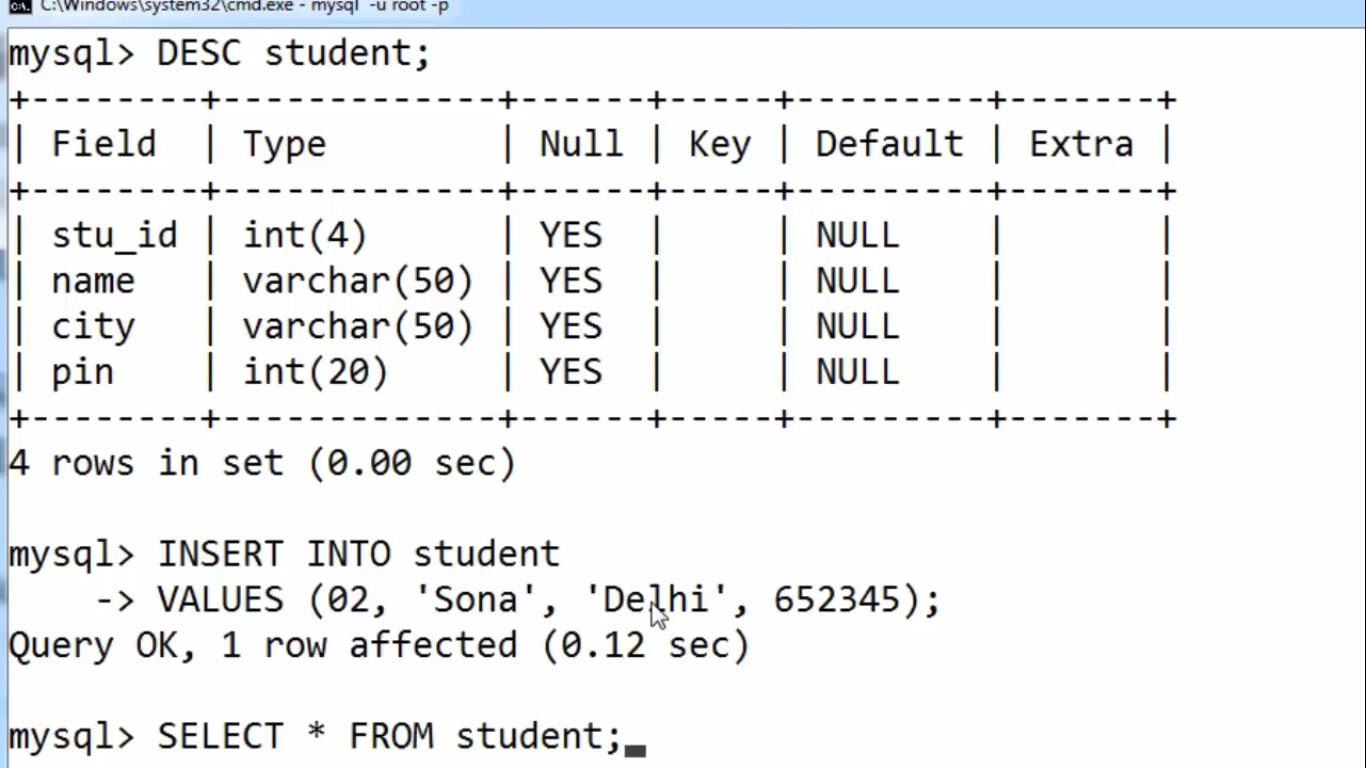 C:\Windows\system32\cmd.exe - mysql -u root -p
mysql> DESC student;
+--------+-------------+------+-----+---------+-------+
| Field  | Type        | Null | Key | Default | Extra |
+--------+-------------+------+-----+---------+-------+
| stu_id | int(4)      | YES  |     | NULL    |       |
| name   | varchar(50) | YES  |     | NULL    |       |
| city   | varchar(50) | YES  |     | NULL    |       |
| pin    | int(20)     | YES  |     | NULL    |       |
+--------+-------------+------+-----+---------+-------+
4 rows in set (0.00 sec)
mysql> INSERT INTO student
    -> VALUES (02, 'Sona', 'Delhi', 652345);
Query OK, 1 row affected (0.12 sec)
mysql> SELECT * FROM student;